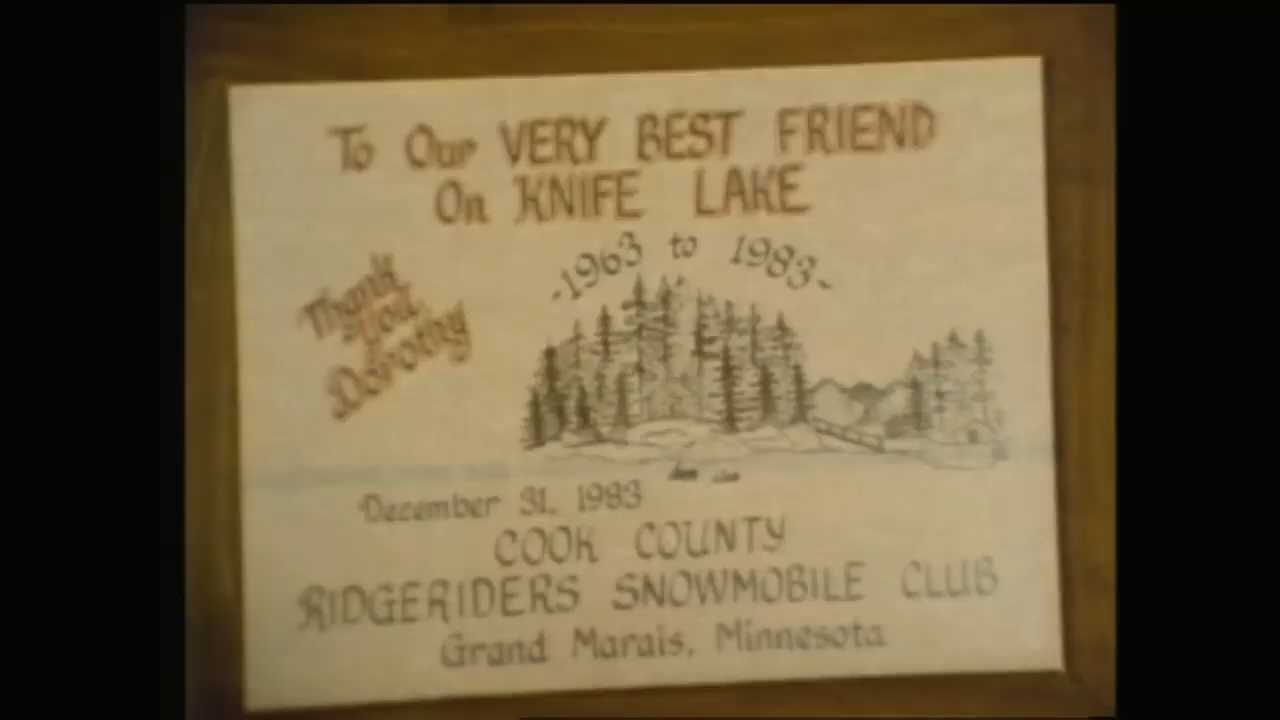 To Our VERY BEST FRIEND
On KNIFE LAKE
-1963 to 1983-
Thank
you
Dorothy
December 31, 1983
COOK COUNTY
RIDGERIDERS SNOWMOBILE CLUB
Grand Marais, Minnesota